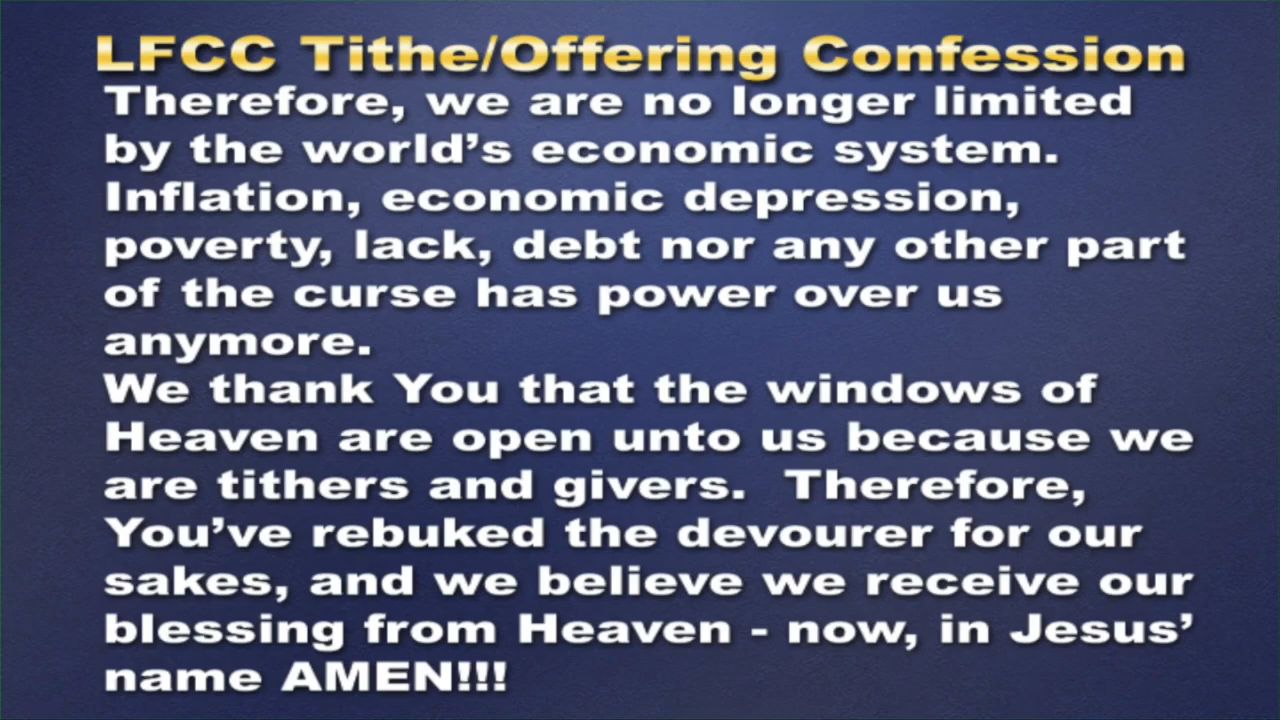 LFCC Tithe/Offering Confession
Therefore, we are no longer limited
by the world’s economic system.
Inflation, economic depression,
poverty, lack, debt nor any other part
of the curse has power over us
anymore.
We thank You that the windows of
Heaven are open unto us because we
are tithers and givers.  Therefore,
You’ve rebuked the devourer for our
sakes, and we believe we receive our
blessing from Heaven - now, in Jesus’
name AMEN!!!